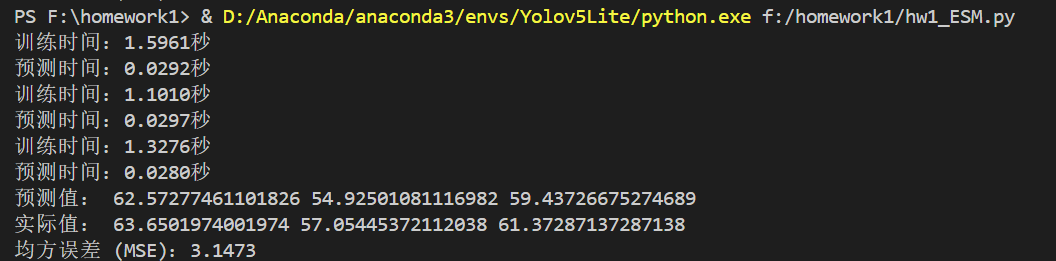 PS F:\homework1> & D:/Anaconda/anaconda3/envs/Yolov5Lite/python.exe f:/homework1/hw1_ESM.py
训练时间：1.5961秒
预测时间：0.0292秒
训练时间：1.1010秒
预测时间：0.0297秒
训练时间：1.3276秒
预测时间：0.0280秒
预测值： 62.57277461101826 54.925010811116982 59.43726675274689
实际值： 63.6501974001974 57.05445372112038 61.37287137287138
均方误差 (MSE)：3.1473